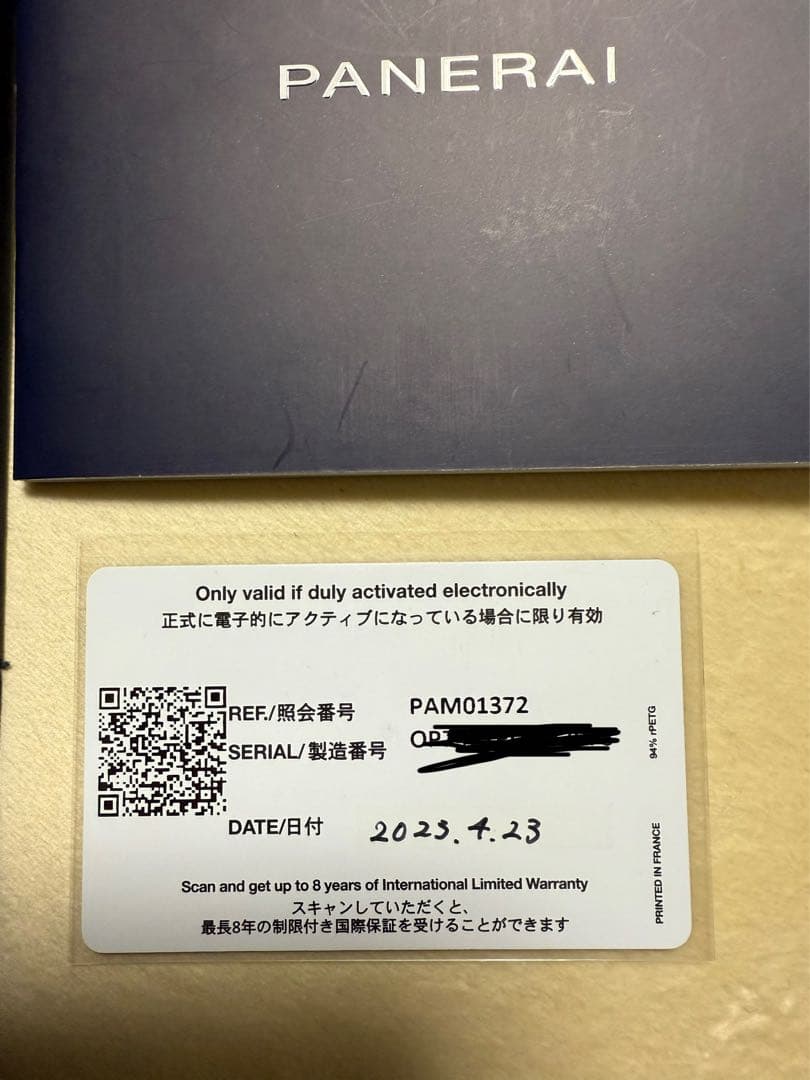 PANERAI
Only valid if duly activated electronically
正式に電子的にアクティブになっている場合に限り有効
REF./照会番号 PAM01372
SERIAL/製造番号
DATE/日付 2023.4.23
Scan and get up to 8 years of International Limited Warranty
スキャンしていただくと、
最長8年の制限付き国際保証を受けることができます
94% rPETG
PRINTED IN FRANCE